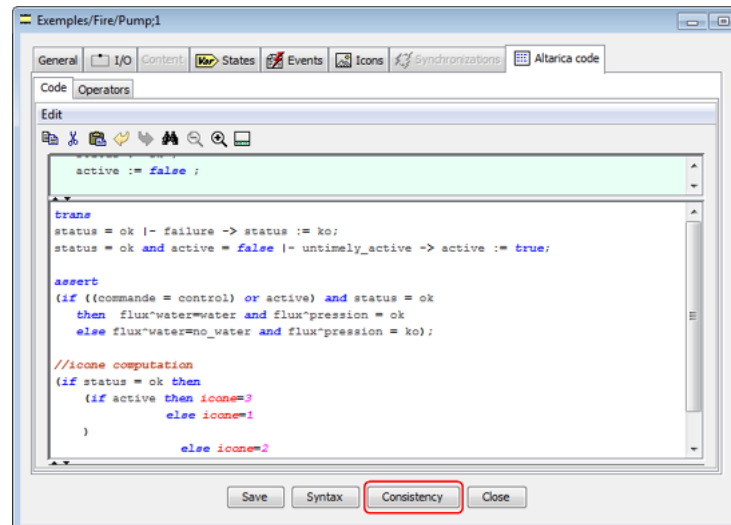 Exemples/Fire/Pump;1
General I/O Content Var States Events Icons Synchronizations Altarica code
Code Operators
Edit
active := false ;
trans
status = ok |- failure -> status := ko;
status = ok and active = false |- untimely_active -> active := true;
assert
(if ((commande = control) or active) and status = ok
then flux^water=water and flux^pression = ok
else flux^water=no_water and flux^pression = ko);
//icone computation
(if status = ok then
(if active then icone=3
else icone=1
)
else icone=2
Save Syntax Consistency Close